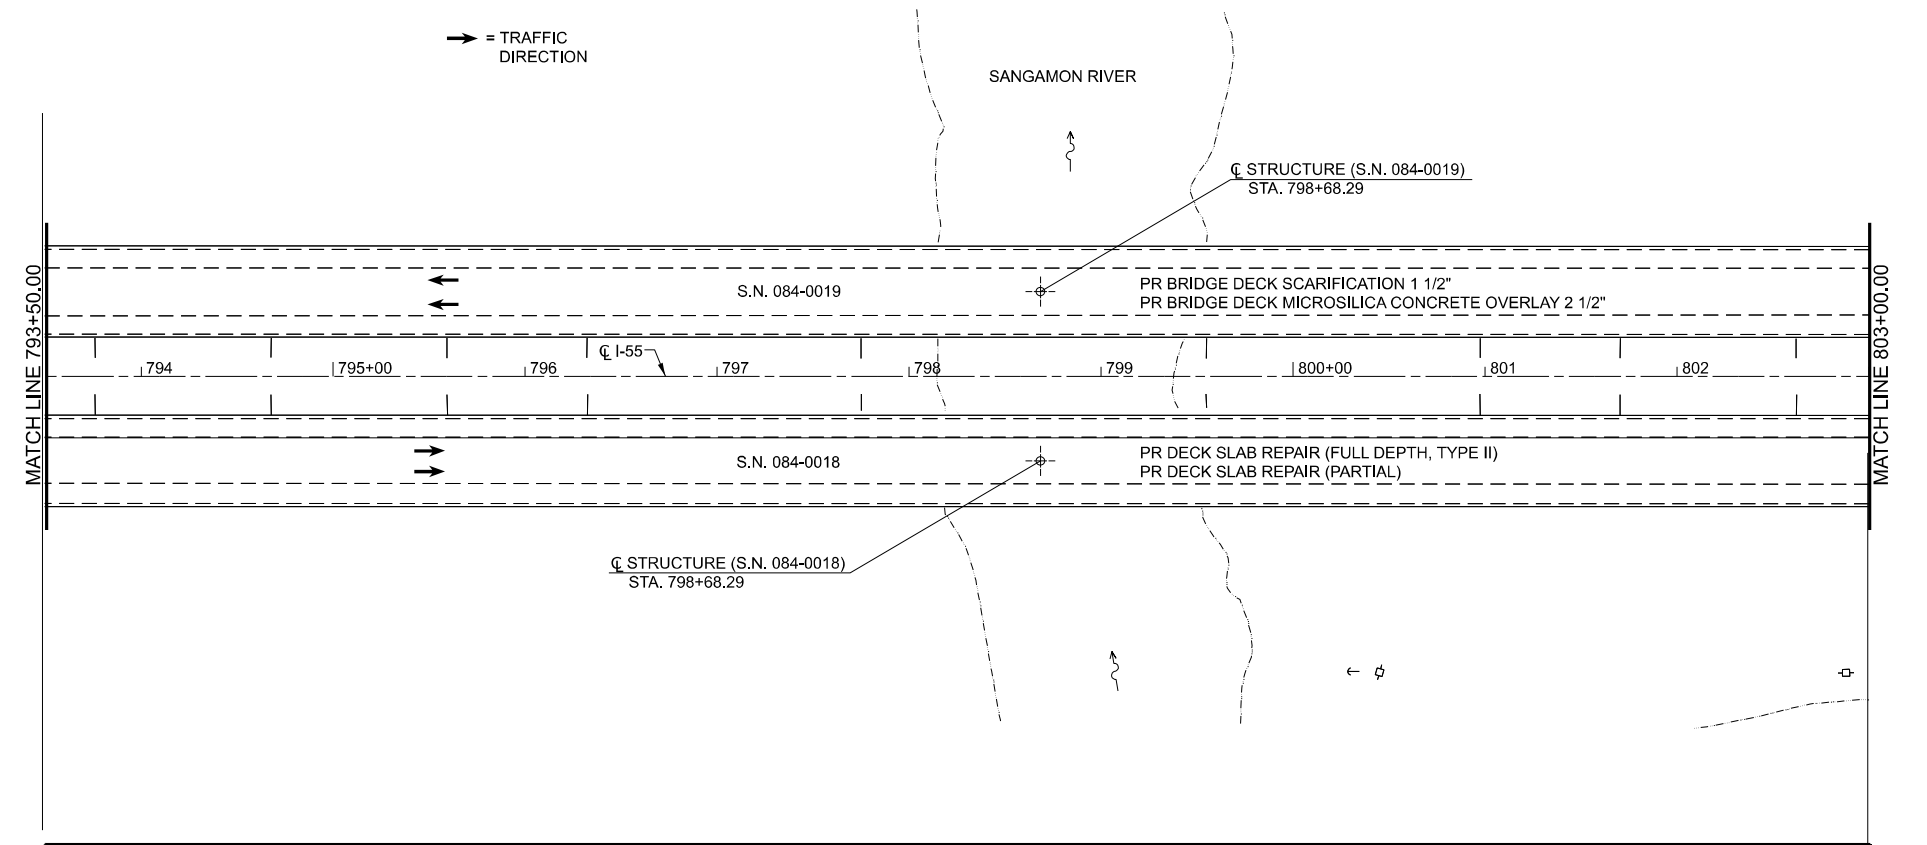 = TRAFFIC
DIRECTION
SANGAMON RIVER
℄ STRUCTURE (S.N. 084-0019)
STA. 798+68.29
MATCH LINE 793+50.00
S.N. 084-0019
PR BRIDGE DECK SCARIFICATION 1 1/2"
PR BRIDGE DECK MICROSILICA CONCRETE OVERLAY 2 1/2"
MATCH LINE 803+00.00
℄ I-55
794 795+00 796 797 798 799 800+00 801 802
S.N. 084-0018
PR DECK SLAB REPAIR (FULL DEPTH, TYPE II)
PR DECK SLAB REPAIR (PARTIAL)
℄ STRUCTURE (S.N. 084-0018)
STA. 798+68.29